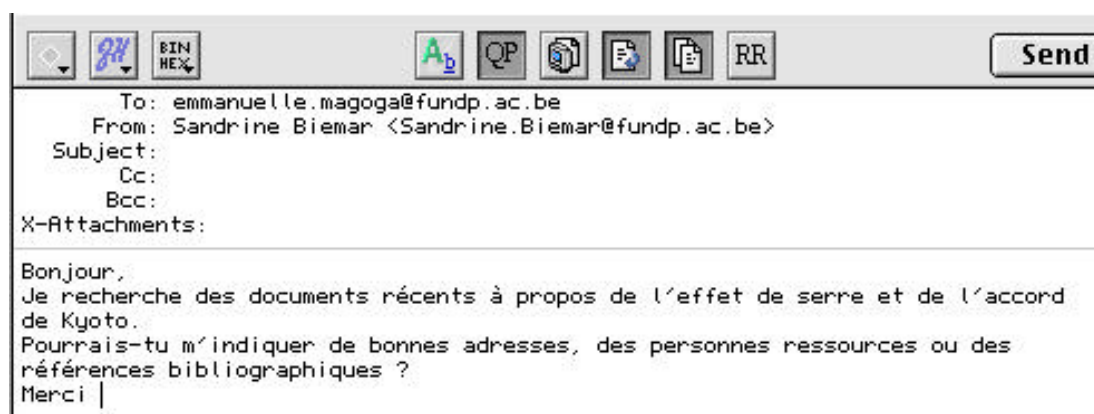 BIN
HEX
Ab
QP
RR
Send
To: emmanuelle.magoga@fundp.ac.be
From: Sandrine Biemar <Sandrine.Biemar@fundp.ac.be>
Subject:
Cc:
Bcc:
X-Attachments:
Bonjour,
Je recherche des documents récents à propos de l'effet de serre et de l'accord
de Kyoto.
Pourrais-tu m'indiquer de bonnes adresses, des personnes ressources ou des
références bibliographiques ?
Merci